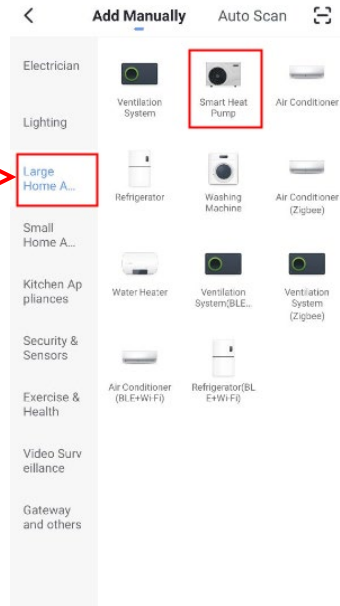 Add Manually
Auto Scan
Electrician
Lighting
Large
Home A...
Small
Home A...
Kitchen Ap
pliances
Security &
Sensors
Exercise &
Health
Video Surv
eillance
Gateway
and others
Ventilation
System
Smart Heat
Pump
Air Conditioner
Refrigerator
Washing
Machine
Air Conditioner
(Zigbee)
Water Heater
Ventilation
System(BLE...
Ventilation
System
(Zigbee)
Air Conditioner
(BLE+Wi-Fi)
Refrigerator(BL
E+Wi-Fi)